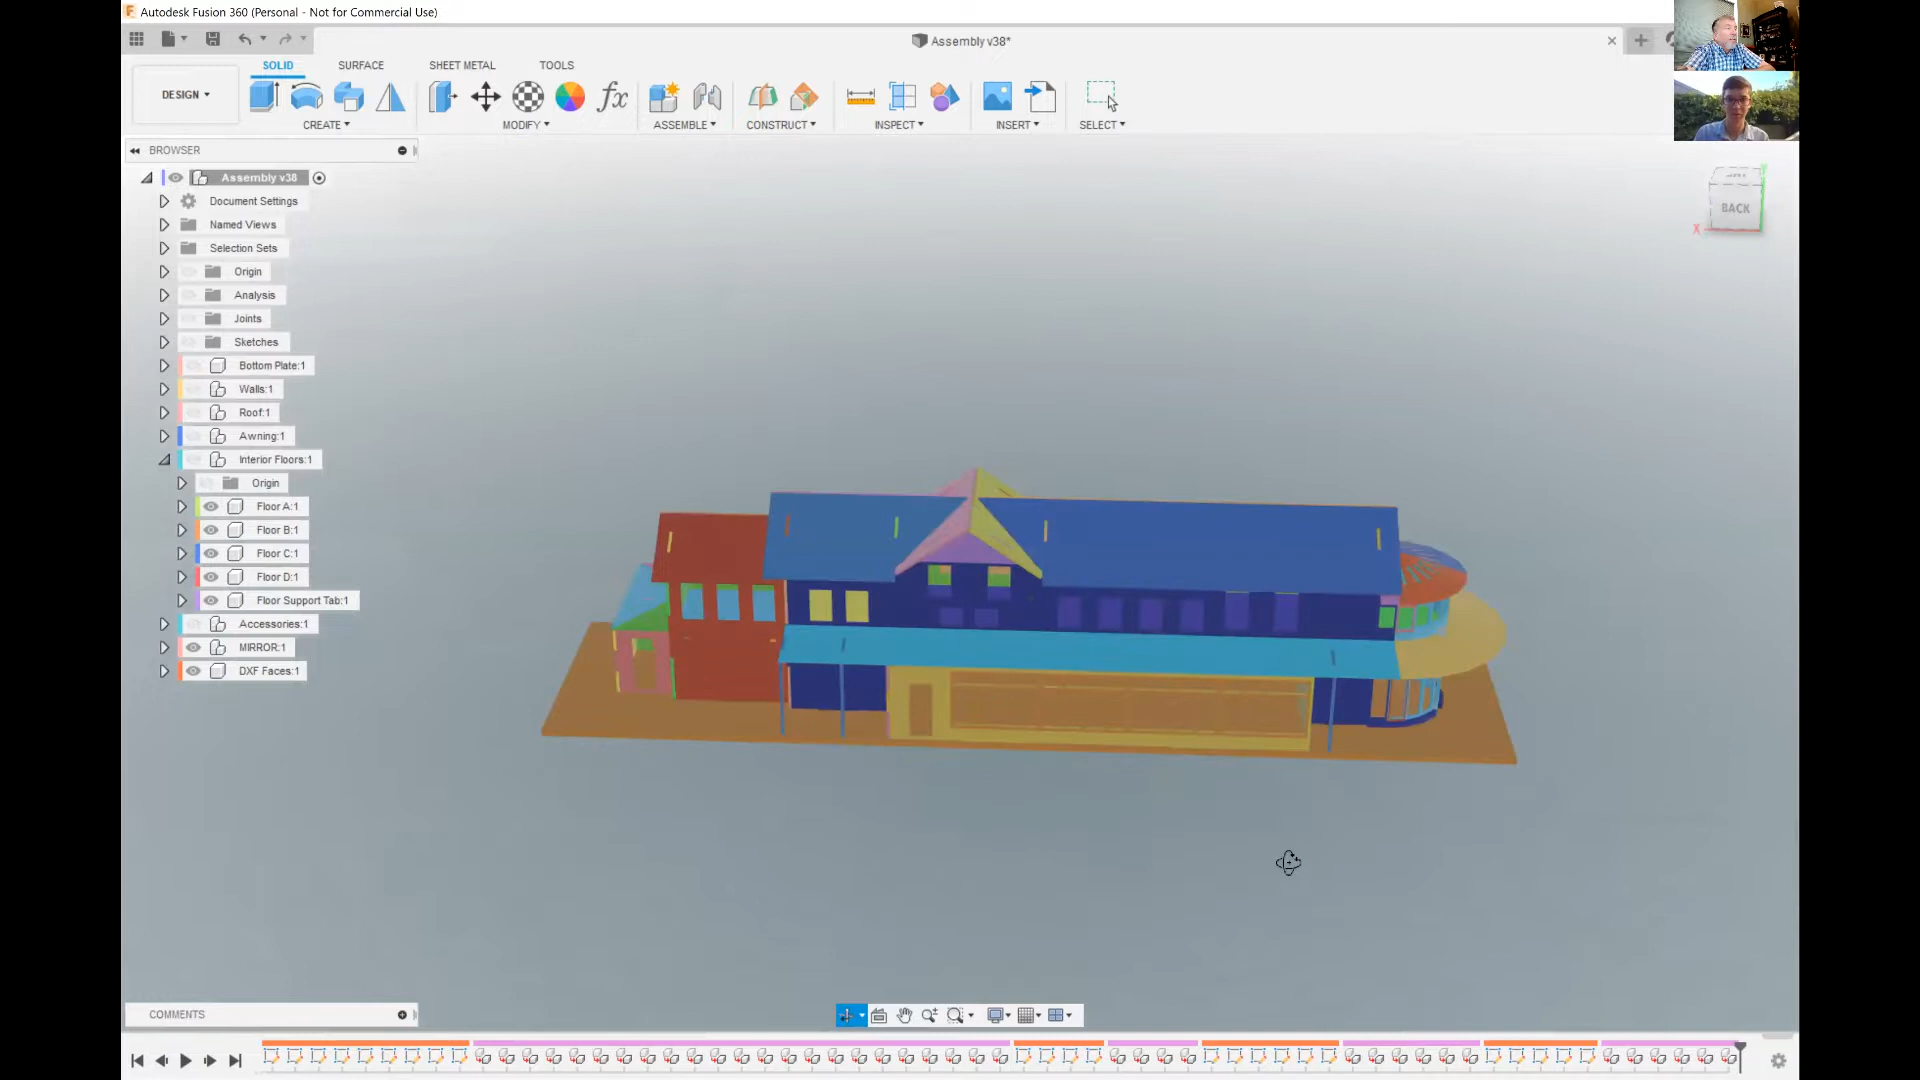 Autodesk Fusion 360 (Personal - Not for Commercial Use)
Assembly v38*
DESIGN
SOLID
SURFACE
SHEET METAL
TOOLS
CREATE
MODIFY
ASSEMBLE
CONSTRUCT
INSPECT
INSERT
SELECT
BROWSER
Assembly v38
Document Settings
Named Views
Selection Sets
Origin
Analysis
Joints
Sketches
Bottom Plate:1
Walls:1
Roof:1
Awning:1
Interior Floors:1
Origin
Floor A:1
Floor B:1
Floor C:1
Floor D:1
Floor Support Tab:1
Accessories:1
MIRROR:1
DXF Faces:1
BACK
X
COMMENTS